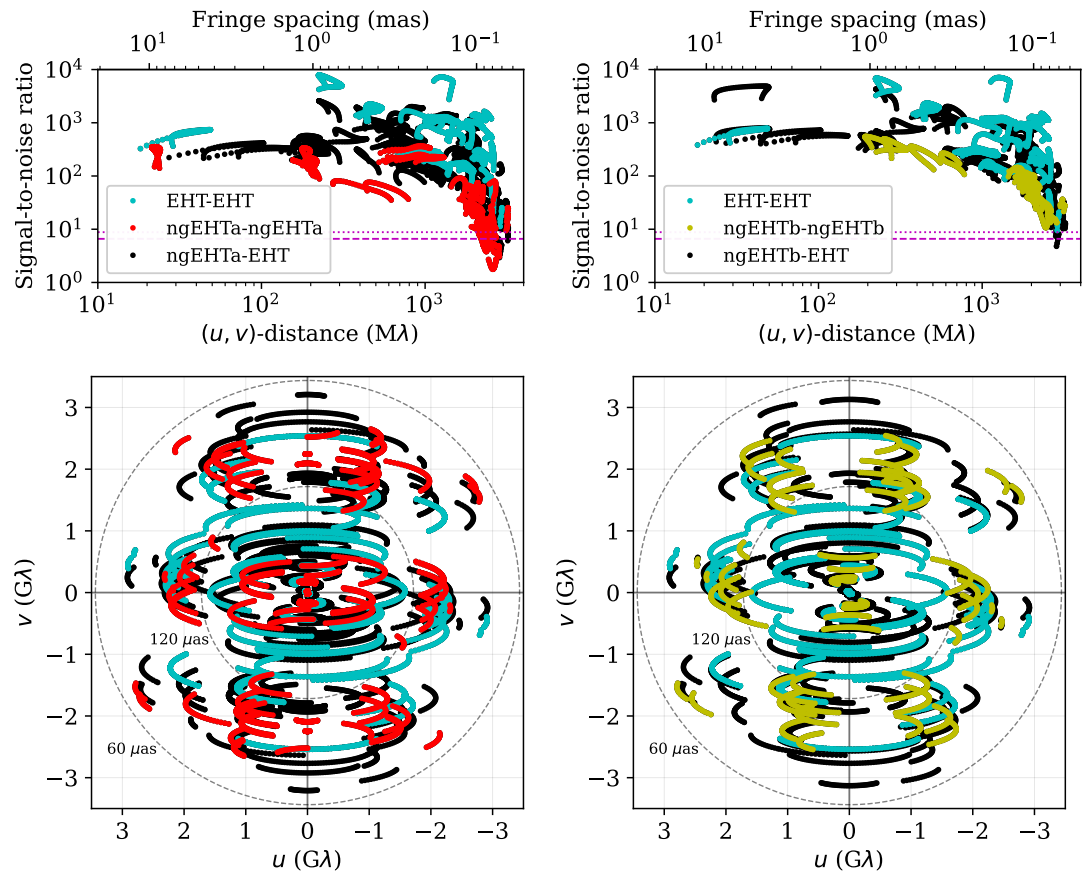 Fringe spacing (mas)
10¹ 10⁰ 10⁻¹
Signal-to-noise ratio
10⁴
10³
10²
10¹
10⁰
EHT-EHT
ngEHTa-ngEHTa
ngEHTa-EHT
10¹ 10² 10³
(u, v)-distance (Mλ)
Fringe spacing (mas)
10¹ 10⁰ 10⁻¹
Signal-to-noise ratio
10⁴
10³
10²
10¹
10⁰
EHT-EHT
ngEHTb-ngEHTb
ngEHTb-EHT
10¹ 10² 10³
(u, v)-distance (Mλ)
v (Gλ)
3
2
1
0
−1
−2
−3
120 μas
60 μas
3 2 1 0 −1 −2 −3
u (Gλ)
v (Gλ)
3
2
1
0
−1
−2
−3
120 μas
60 μas
3 2 1 0 −1 −2 −3
u (Gλ)